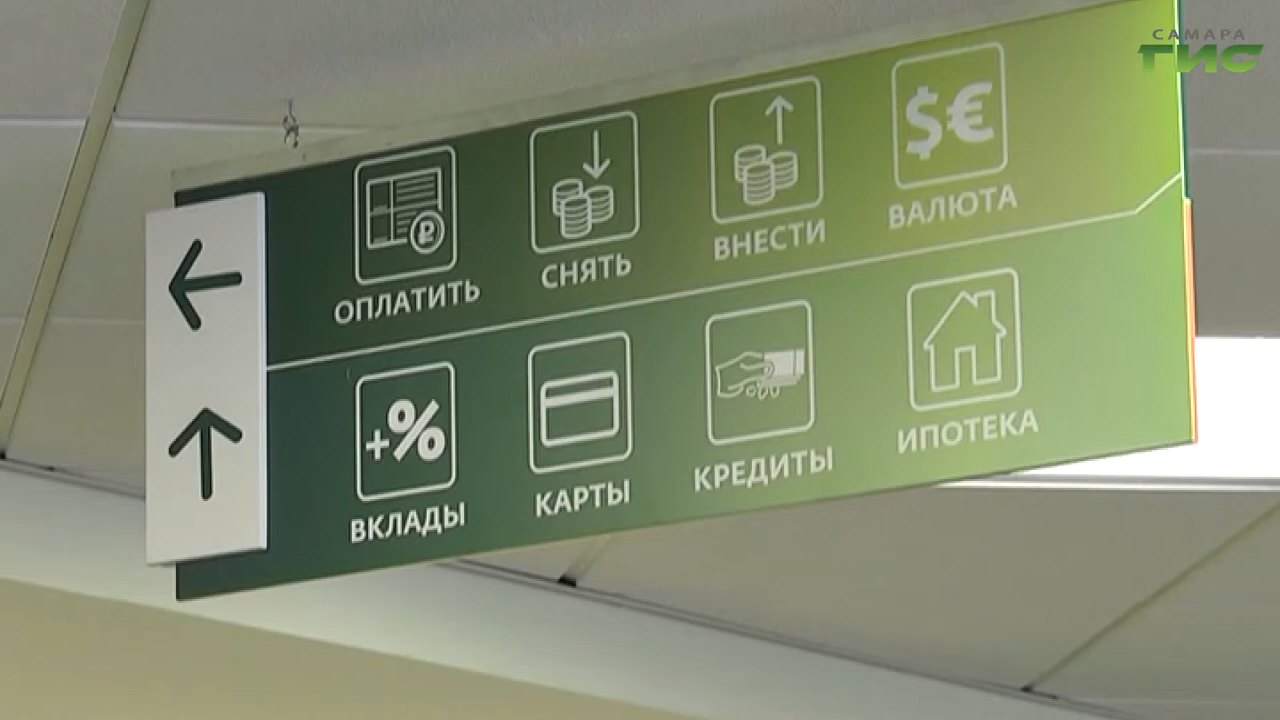 САМАРА
ГИС
$€
₽
ОПЛАТИТЬ
СНЯТЬ
ВНЕСТИ
ВАЛЮТА
+%
ВКЛАДЫ
КАРТЫ
КРЕДИТЫ
ИПОТЕКА